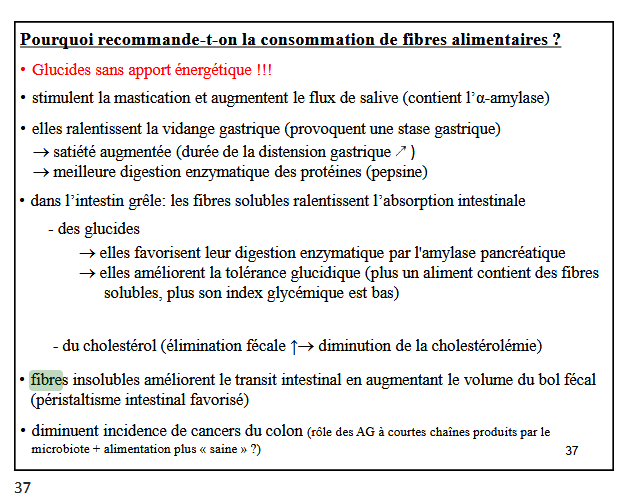 Pourquoi recommande-t-on la consommation de fibres alimentaires ?
• Glucides sans apport énergétique !!!
• stimulent la mastication et augmentent le flux de salive (contient l’α-amylase)
• elles ralentissent la vidange gastrique (provoquent une stase gastrique)
→ satiété augmentée (durée de la distension gastrique ↗ )
→ meilleure digestion enzymatique des protéines (pepsine)
• dans l’intestin grêle: les fibres solubles ralentissent l’absorption intestinale
- des glucides
→ elles favorisent leur digestion enzymatique par l'amylase pancréatique
→ elles améliorent la tolérance glucidique (plus un aliment contient des fibres
solubles, plus son index glycémique est bas)
- du cholestérol (élimination fécale ↑→ diminution de la cholestérolémie)
• fibres insolubles améliorent le transit intestinal en augmentant le volume du bol fécal
(péristaltisme intestinal favorisé)
• diminuent incidence de cancers du colon (rôle des AG à courtes chaînes produits par le
microbiote + alimentation plus « saine » ?)
37
37